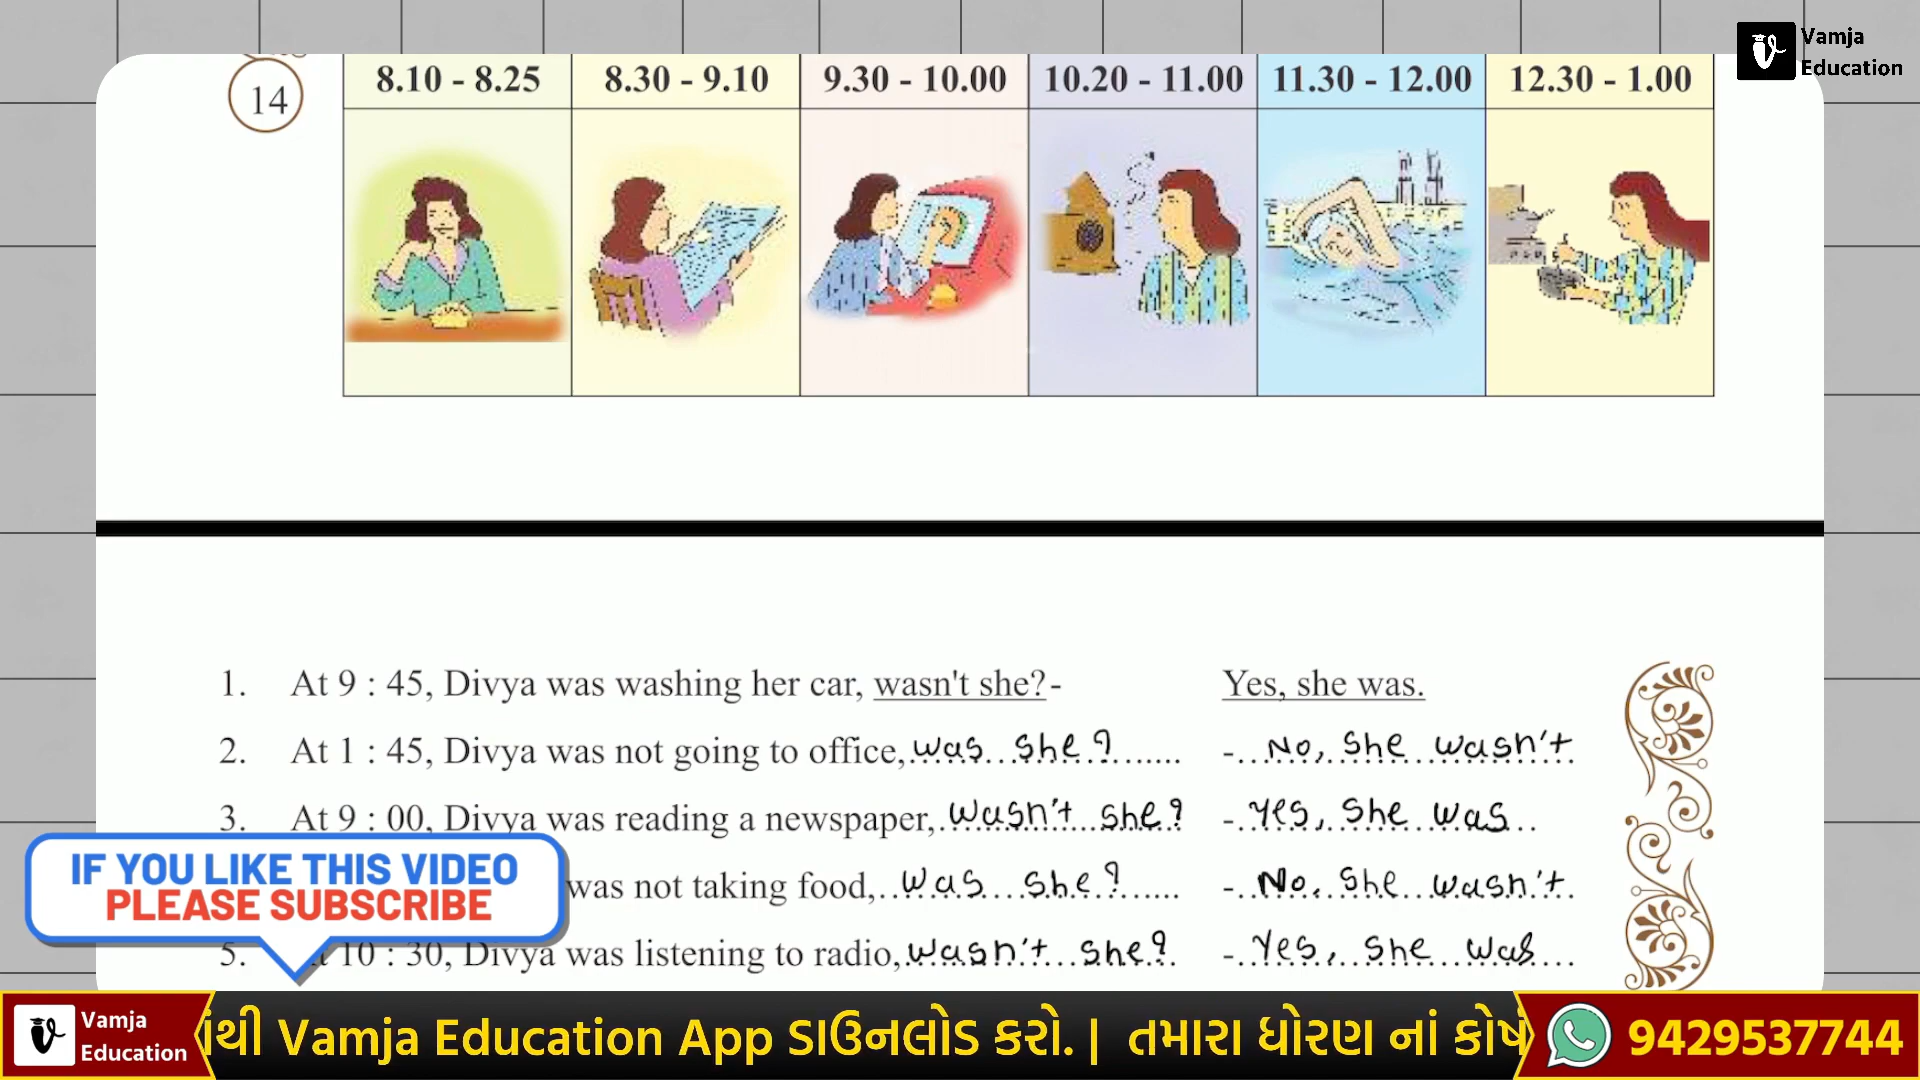 Vamja
Education
14
8.10 - 8.25 8.30 - 9.10 9.30 - 10.00 10.20 - 11.00 11.30 - 12.00 12.30 - 1.00
1. At 9 : 45, Divya was washing her car, wasn't she?- Yes, she was.
2. At 1 : 45, Divya was not going to office, was she? - No, she wasn't
3. At 9 : 00, Divya was reading a newspaper, wasn't she? - Yes, she was
was not taking food, was she? - No, she wasn't.
5. 10 : 30, Divya was listening to radio, wasn't she? - Yes, she was
IF YOU LIKE THIS VIDEO
PLEASE SUBSCRIBE
Vamja
Education
ંથી Vamja Education App ડાઉનલોડ કરો. | તમારા ધોરણ નાં કોર્ષ
9429537744